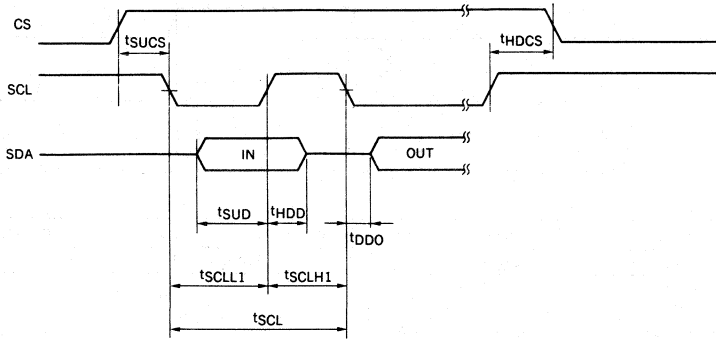 CS
tSUCS
tHDCS
SCL
SDA
IN
OUT
tSUD
tHDD
tDDO
tSCLL1
tSCLH1
tSCL